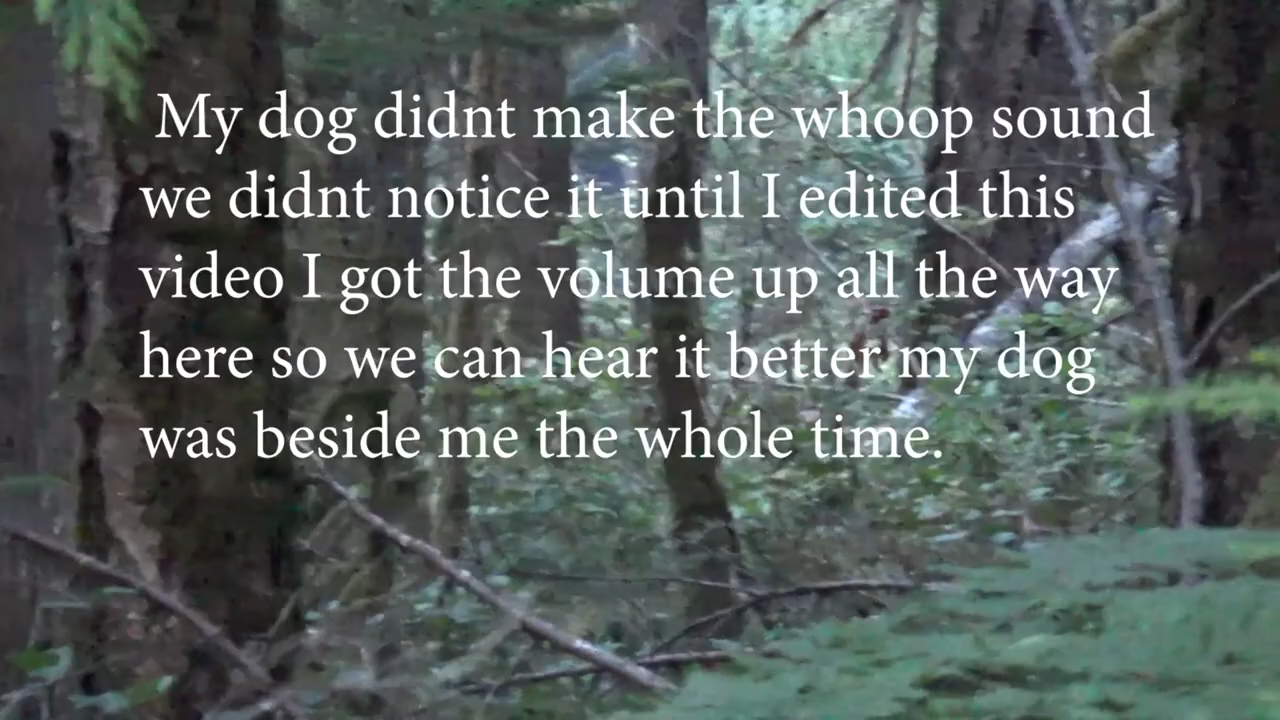 My dog didnt make the whoop sound
we didnt notice it until I edited this
video I got the volume up all the way
here so we can hear it better my dog
was beside me the whole time.